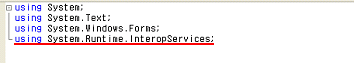 using System;
using System.Text;
using System.Windows.Forms;
using System.Runtime.InteropServices;